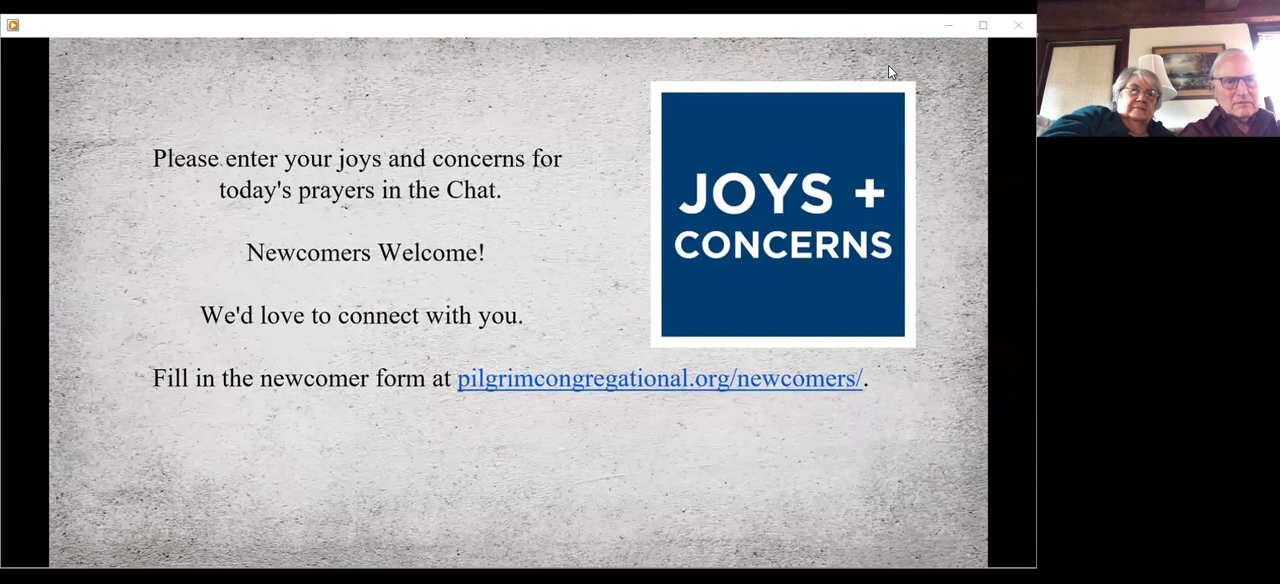 Please enter your joys and concerns for
today's prayers in the Chat.
Newcomers Welcome!
We'd love to connect with you.
Fill in the newcomer form at pilgrimcongregational.org/newcomers/.
JOYS +
CONCERNS